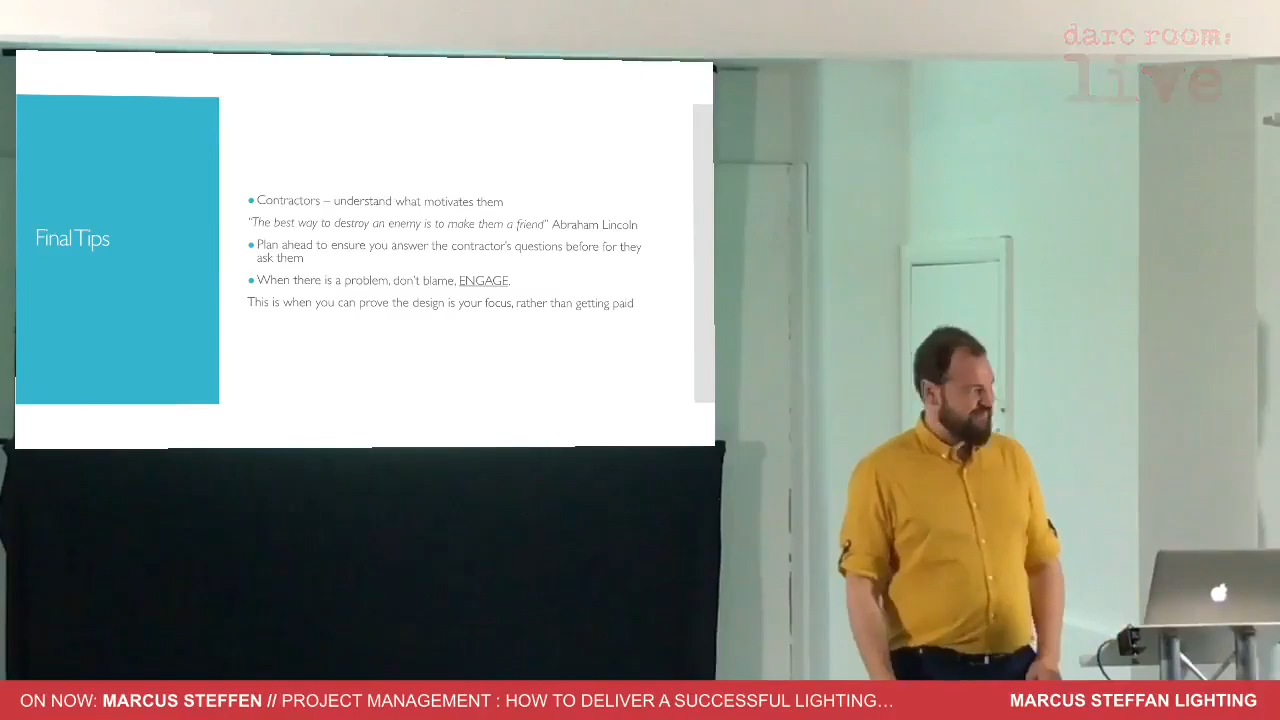 darc room:
live
Final Tips
Contractors – understand what motivates them
“The best way to destroy an enemy is to make them a friend” Abraham Lincoln
Plan ahead to ensure you answer the contractor’s questions before for they
ask them
When there is a problem, don’t blame, ENGAGE.
This is when you can prove the design is your focus, rather than getting paid
ON NOW: MARCUS STEFFEN // PROJECT MANAGEMENT : HOW TO DELIVER A SUCCESSFUL LIGHTING…
MARCUS STEFFAN LIGHTING